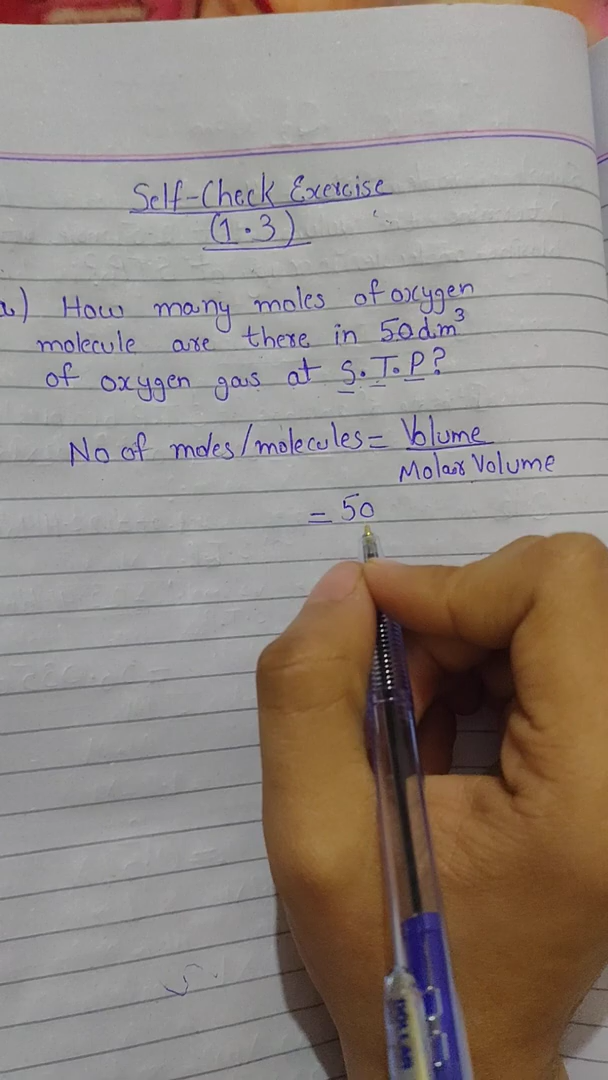 Self-Check Exercise
(1.3)
a) How many moles of oxygen
molecule are there in 50dm³
of oxygen gas at S.T.P?
No of moles/molecules = Volume
Molar Volume
= 50
DOLLAR